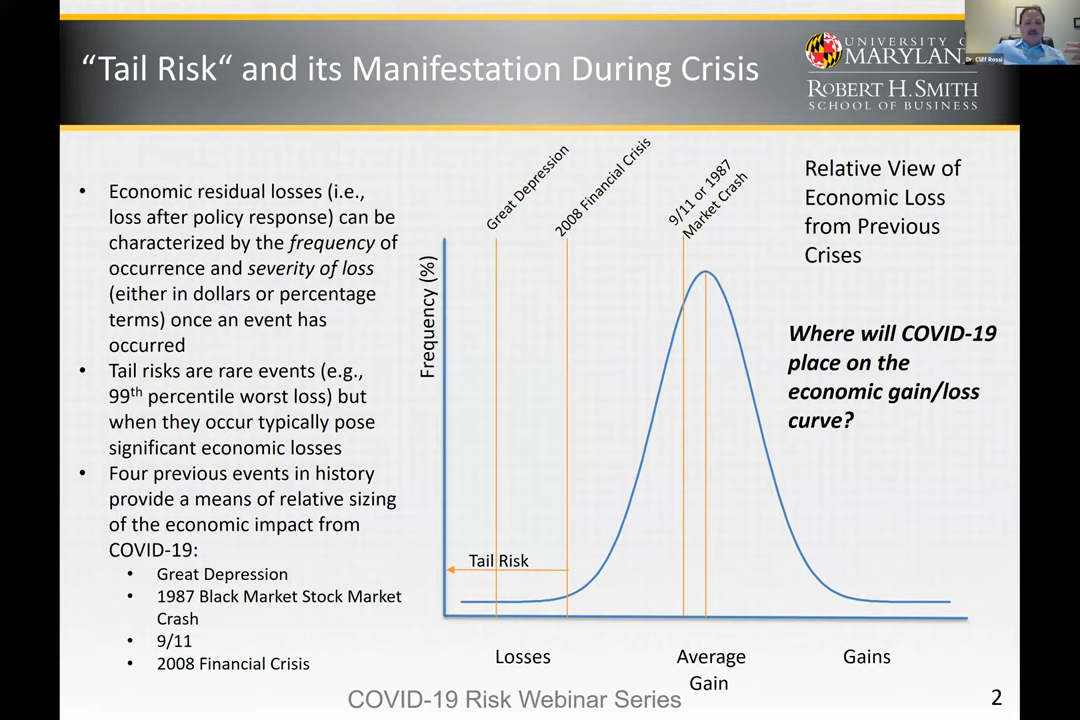 “Tail Risk“ and its Manifestation During Crisis
UNIVERSITY
MARYLAN
ROBERT H. SMITH
SCHOOL OF BUSINESS
Dr. Cliff Rossi
• Economic residual losses (i.e.,
loss after policy response) can be
characterized by the frequency of
occurrence and severity of loss
(either in dollars or percentage
terms) once an event has
occurred
• Tail risks are rare events (e.g.,
99th percentile worst loss) but
when they occur typically pose
significant economic losses
• Four previous events in history
provide a means of relative sizing
of the economic impact from
COVID-19:
• Great Depression
• 1987 Black Market Stock Market
Crash
• 9/11
• 2008 Financial Crisis
Frequency (%)
Great Depression
2008 Financial Crisis
9/11 or 1987
Market Crash
Tail Risk
Losses
Average
Gain
Gains
Relative View of
Economic Loss
from Previous
Crises
Where will COVID-19
place on the
economic gain/loss
curve?
COVID-19 Risk Webinar Series
2